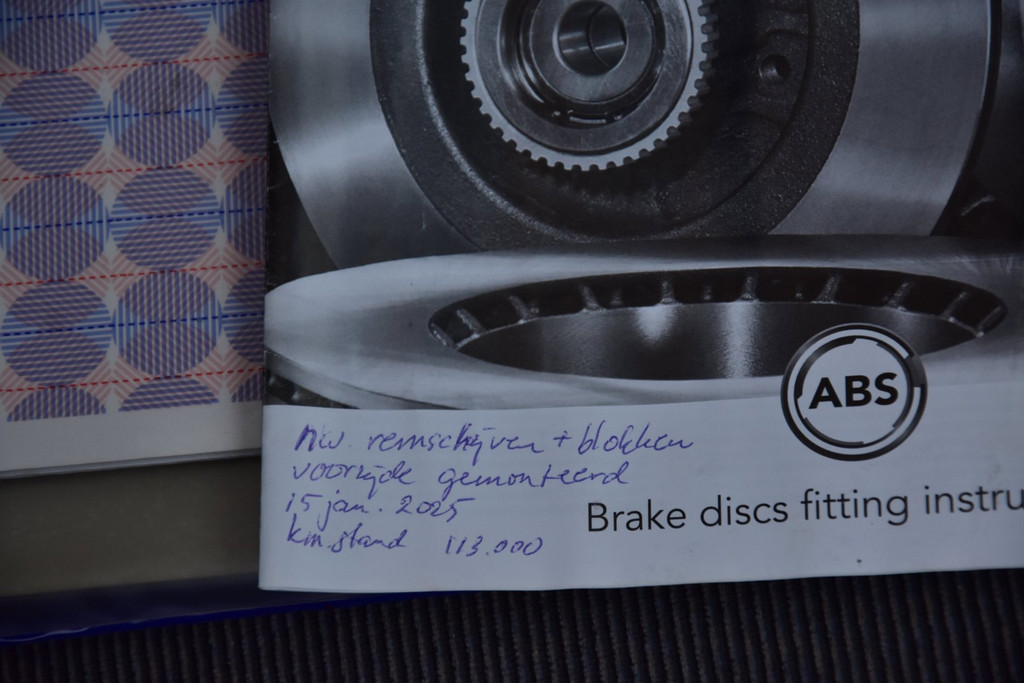 ABS
nw. remschijven + blokken
voorzijde gemonteerd
15 jan. 2025
km.stand 113.000
Brake discs fitting instru